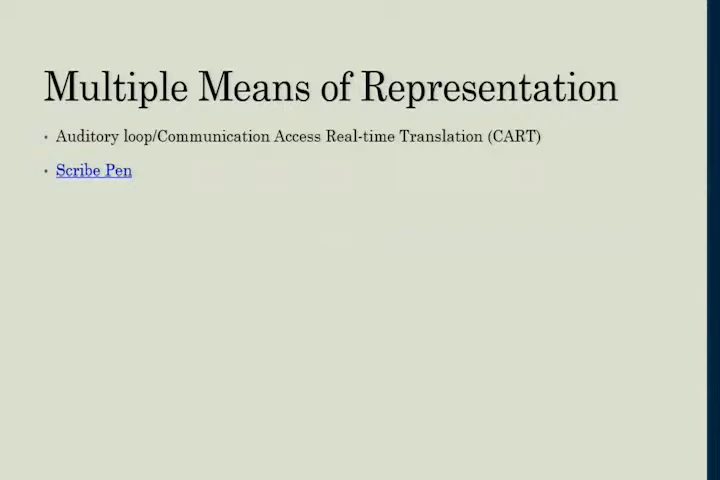 Multiple Means of Representation
• Auditory loop/Communication Access Real-time Translation (CART)
• Scribe Pen